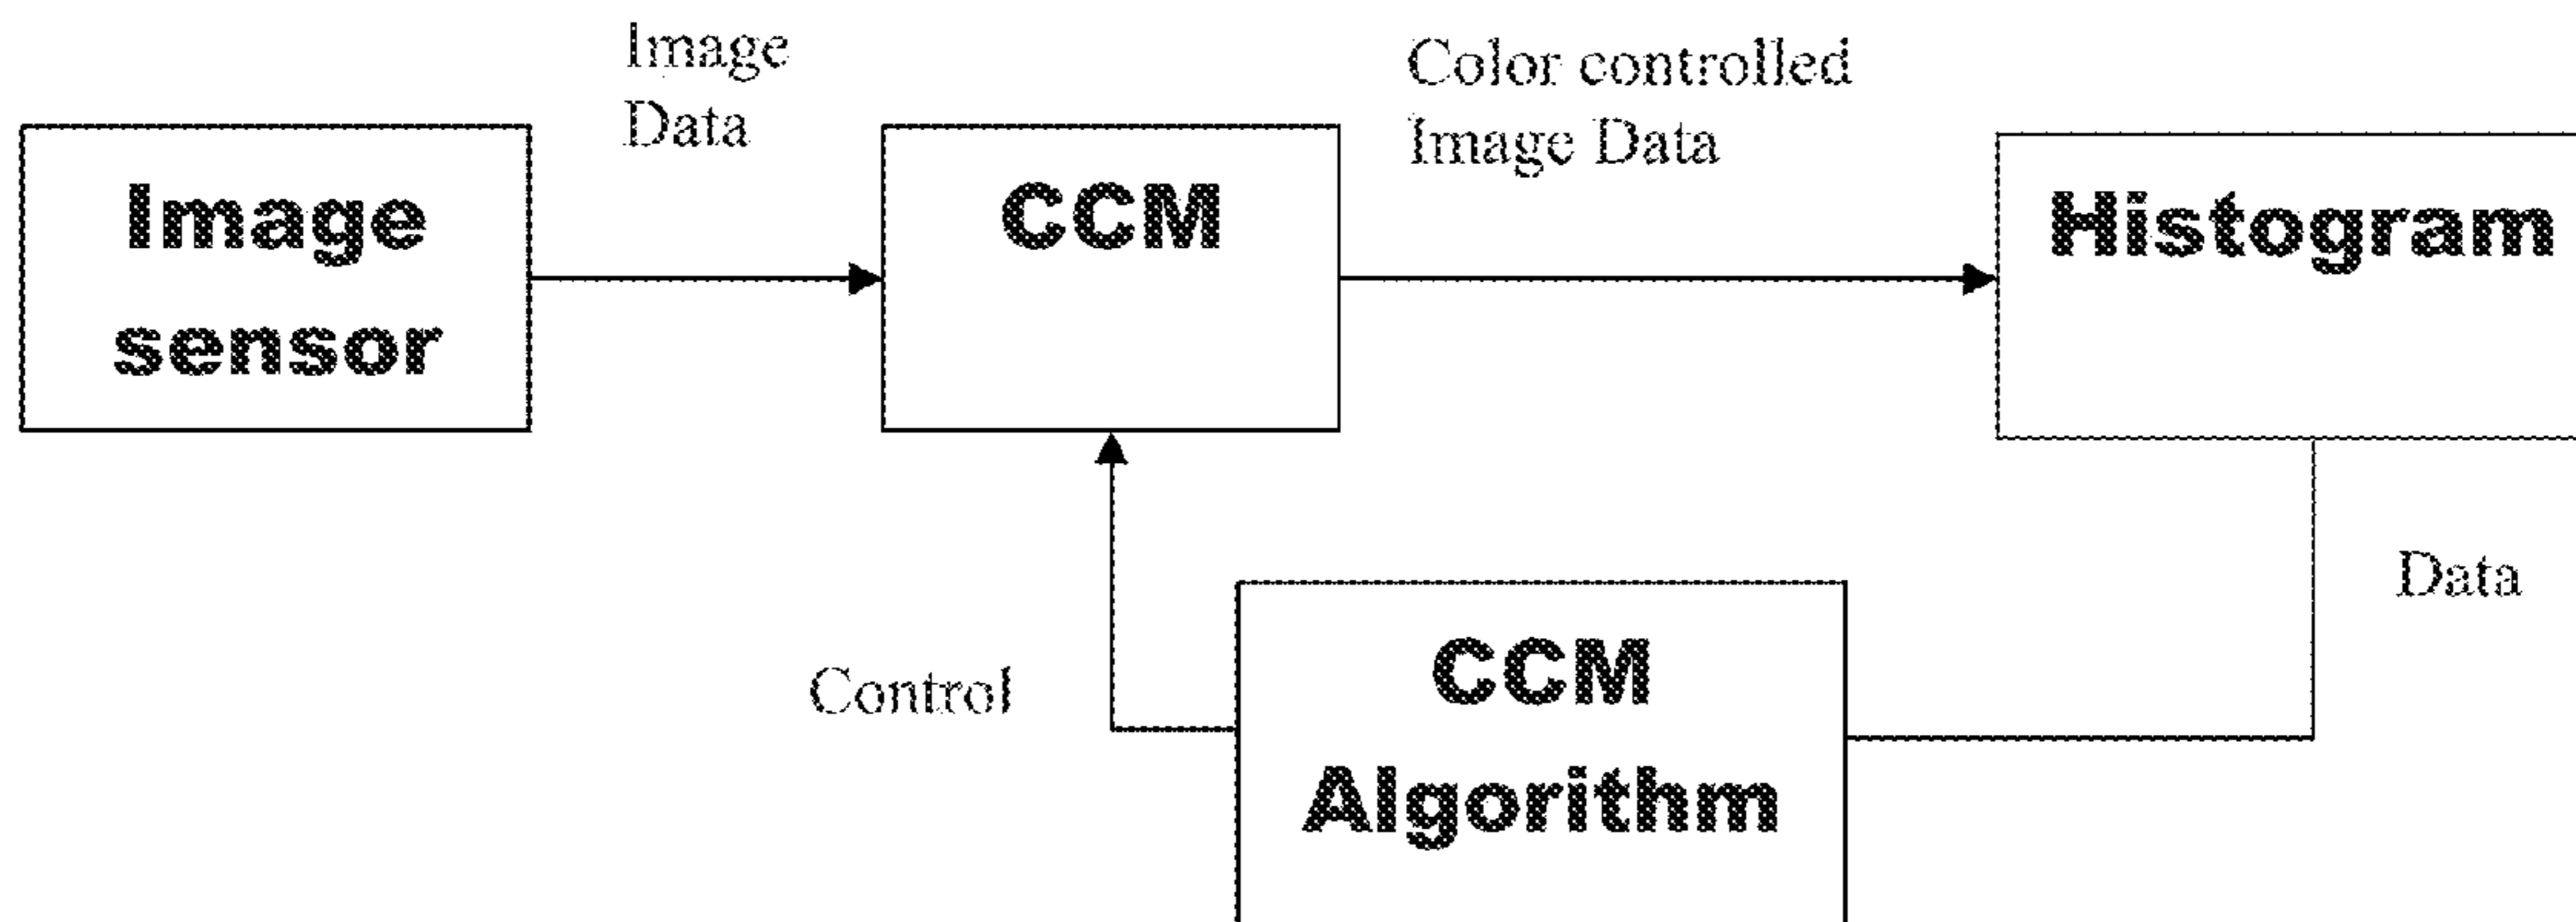 Image
Data
Color controlled
Image Data
Image
sensor
CCM
Histogram
Data
Control
CCM
Algorithm